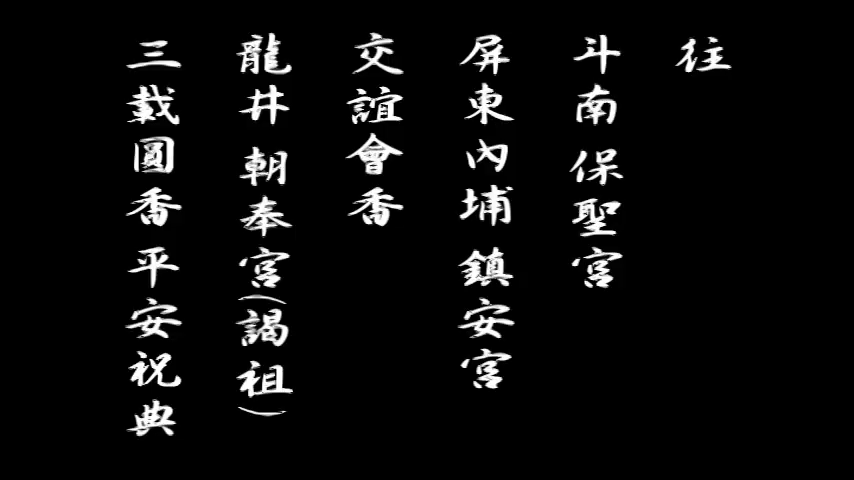 往
斗南 保聖宮
屏東內埔 鎮安宮
交誼會香
龍井 朝奉宮(謁祖)
三載圓香 平安祝典